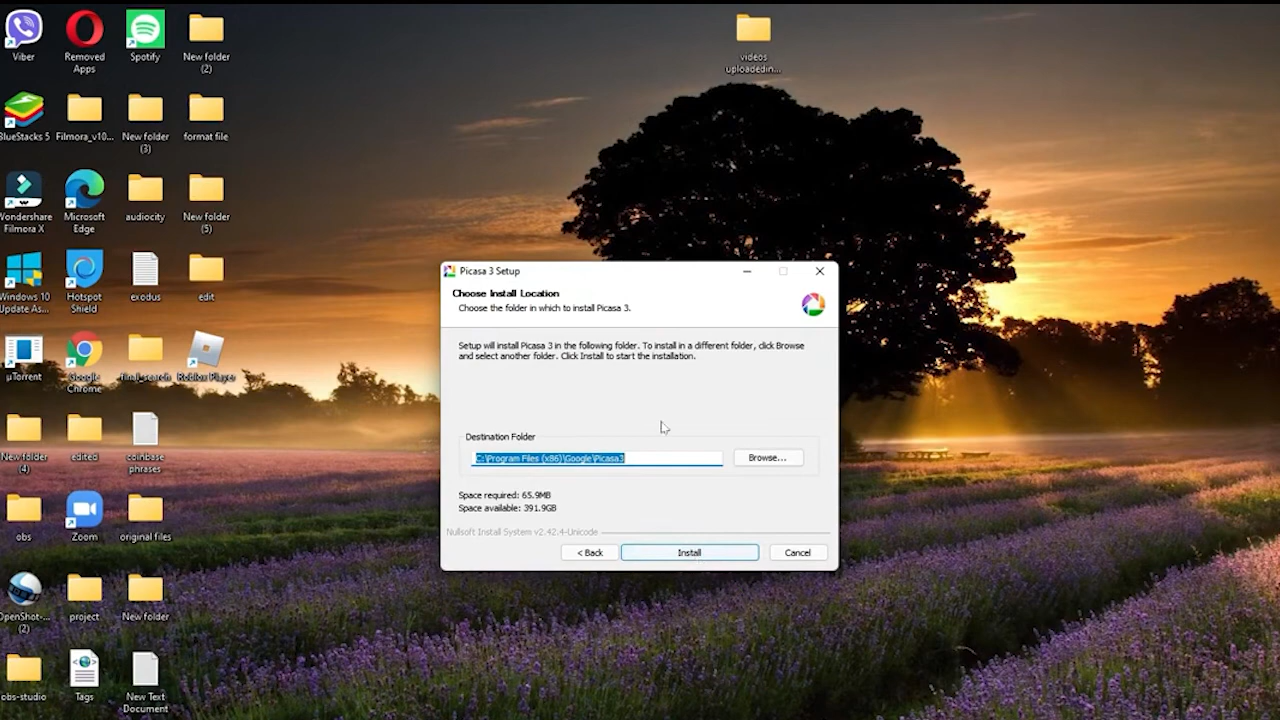 Viber
Removed
Apps
Spotify
New folder
(2)
videos
uploadedin...
BlueStacks 5
Filmora_v10...
New folder
(3)
format file
Wondershare
Filmora X
Microsoft
Edge
audiocity
New folder
(5)
Windows 10
Update As...
Hotspot
Shield
exodus
edit
µTorrent
Google
Chrome
final_search
Roblox Player
New folder
(4)
edited
coinbase
phrases
obs
Zoom
original files
OpenShot-...
(2)
project
New folder
obs-studio
Tags
New Text
Document
Picasa 3 Setup
Choose Install Location
Choose the folder in which to install Picasa 3.
Setup will install Picasa 3 in the following folder. To install in a different folder, click Browse
and select another folder. Click Install to start the installation.
Destination Folder
C:\Program Files (x86)\Google\Picasa3
Browse...
Space required: 65.9MB
Space available: 391.9GB
Nullsoft Install System v2.42.4-Unicode
< Back
Install
Cancel